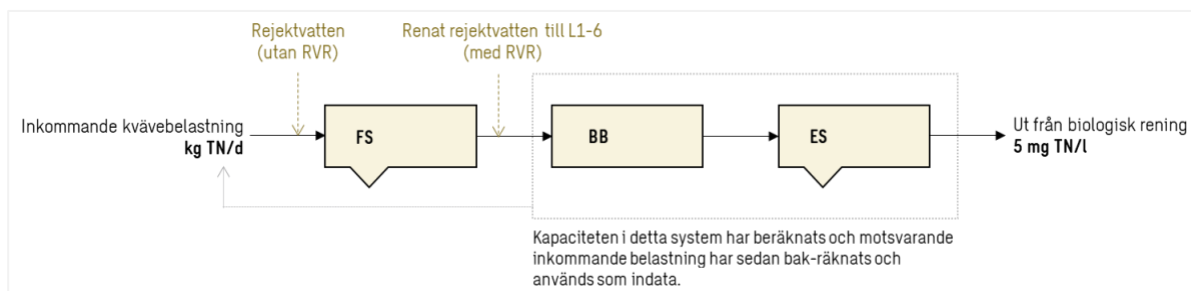 Rejektvatten
(utan RVR)
Renat rejektvatten till L1-6
(med RVR)
Inkommande kvävebelastning
kg TN/d
FS
BB
ES
Ut från biologisk rening
5 mg TN/l
Kapaciteten i detta system har beräknats och motsvarande
inkommande belastning har sedan bak-räknats och
används som indata.